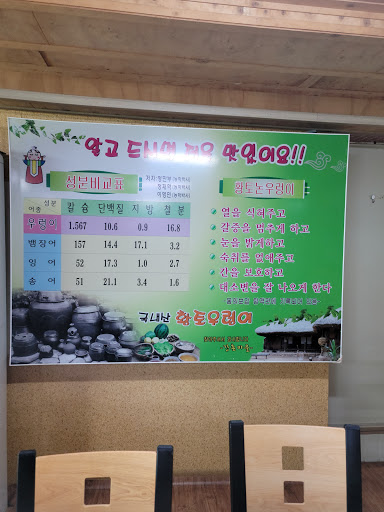 알고 드시면 더욱 맛있어요!!
성분비교표
황토논우렁이
성분
어종
칼슘 단백질 지방 철분
우렁이 1.567 10.6 0.9 16.8
뱀장어 157 14.4 17.1 3.2
잉어 52 17.3 1.0 2.7
송어 51 21.1 3.4 1.6
열을 식혀주고
갈증을 멈추게 하고
눈을 밝게하고
숙취를 없애주고
간을 보호하고
대소변을 잘 나오게 한다
황토우렁이